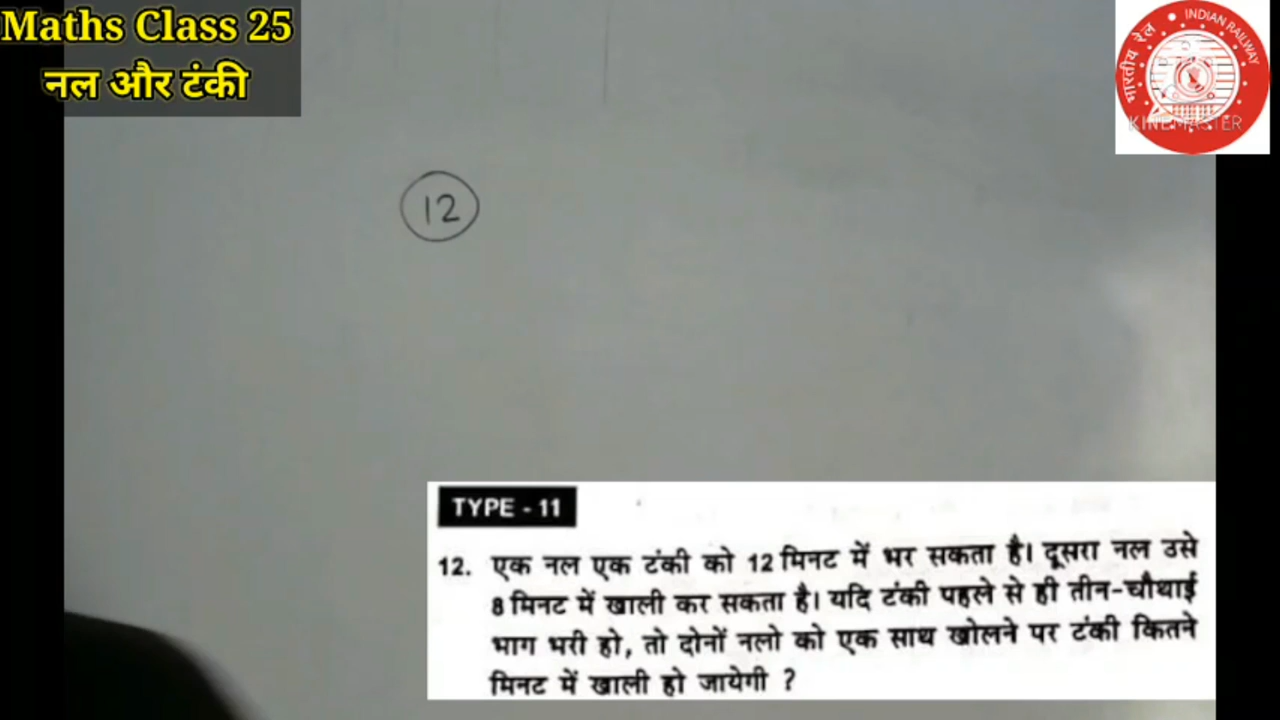 Maths Class 25
नल और टंकी
भारतीय रेल
INDIAN RAILWAY
KINEMASTER
12
TYPE - 11
12. एक नल एक टंकी को 12 मिनट में भर सकता है। दूसरा नल उसे
8 मिनट में खाली कर सकता है। यदि टंकी पहले से ही तीन-चौथाई
भाग भरी हो, तो दोनों नलो को एक साथ खोलने पर टंकी कितने
मिनट में खाली हो जायेगी ?